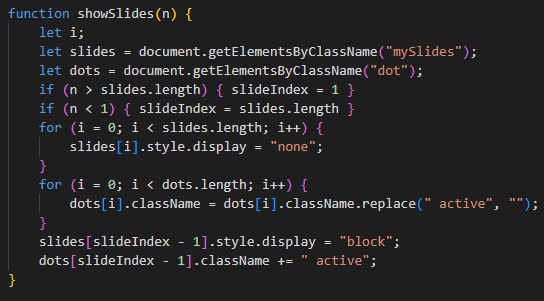 function showSlides(n) {
    let i;
    let slides = document.getElementsByClassName("mySlides");
    let dots = document.getElementsByClassName("dot");
    if (n > slides.length) { slideIndex = 1 }
    if (n < 1) { slideIndex = slides.length }
    for (i = 0; i < slides.length; i++) {
        slides[i].style.display = "none";
    }
    for (i = 0; i < dots.length; i++) {
        dots[i].className = dots[i].className.replace(" active", "");
    }
    slides[slideIndex - 1].style.display = "block";
    dots[slideIndex - 1].className += " active";
}